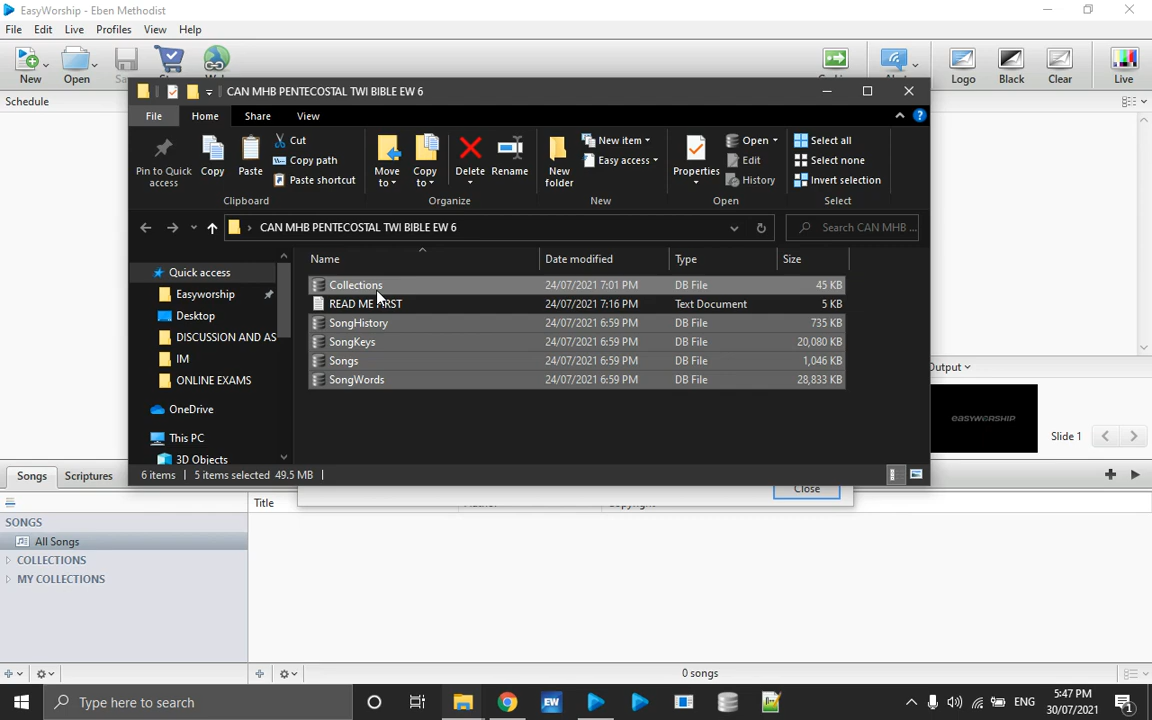 EasyWorship - Eben Methodist
File Edit Live Profiles View Help
New Open
Logo Black Clear Live
Schedule
CAN MHB PENTECOSTAL TWI BIBLE EW 6
File Home Share View
Pin to Quick access
Copy
Paste
Cut
Copy path
Paste shortcut
Move to
Copy to
Delete
Rename
New folder
New item
Easy access
Properties
Open
Edit
History
Select all
Select none
Invert selection
Clipboard Organize New Open Select
CAN MHB PENTECOSTAL TWI BIBLE EW 6
Search CAN MHB ...
Name Date modified Type Size
Quick access
Easyworship
Desktop
DISCUSSION AND AS
IM
ONLINE EXAMS
OneDrive
This PC
3D Objects
Collections 24/07/2021 7:01 PM DB File 45 KB
READ ME FIRST 24/07/2021 7:16 PM Text Document 5 KB
SongHistory 24/07/2021 6:59 PM DB File 735 KB
SongKeys 24/07/2021 6:59 PM DB File 20,080 KB
Songs 24/07/2021 6:59 PM DB File 1,046 KB
SongWords 24/07/2021 6:59 PM DB File 28,833 KB
6 items 5 items selected 49.5 MB
Output
EASYWORSHIP
Slide 1
Songs Scriptures
Close
Title
SONGS
All Songs
COLLECTIONS
MY COLLECTIONS
0 songs
Type here to search
EW
ENG
5:47 PM
30/07/2021
1